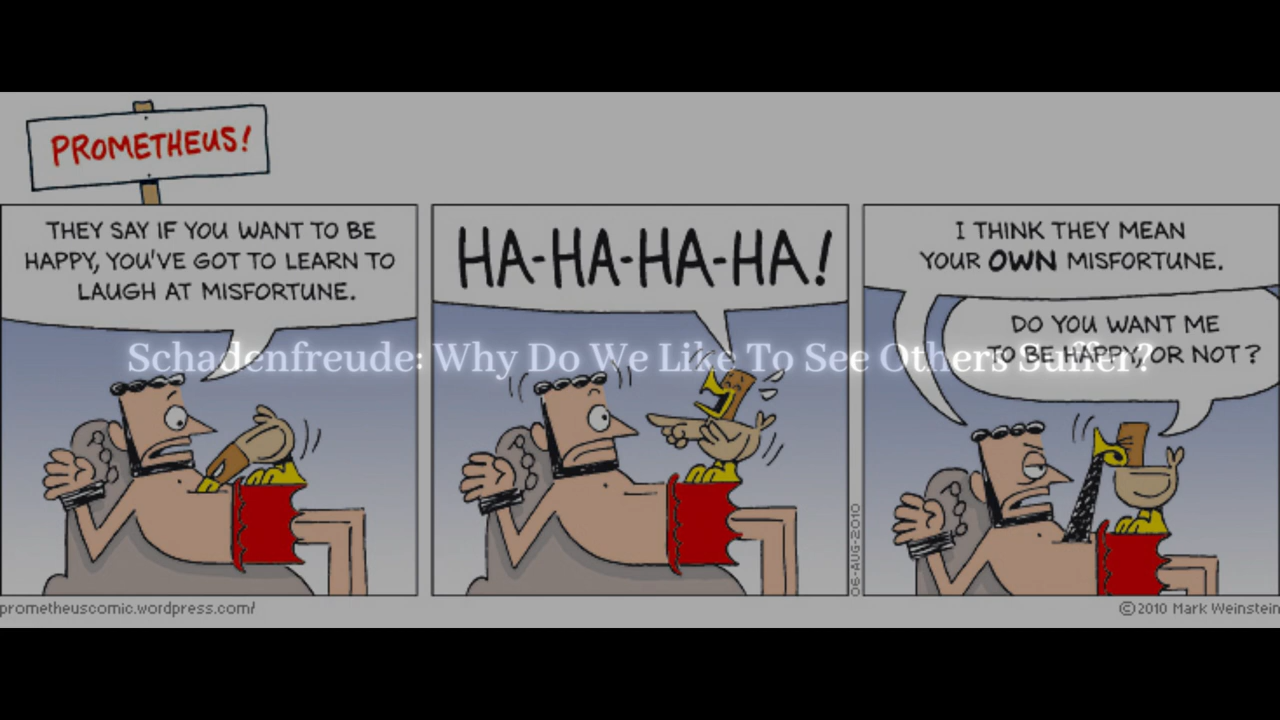 PROMETHEUS!
THEY SAY IF YOU WANT TO BE
HAPPY, YOU'VE GOT TO LEARN TO
LAUGH AT MISFORTUNE.
HA-HA-HA-HA!
I THINK THEY MEAN
YOUR OWN MISFORTUNE.
DO YOU WANT ME
TO BE HAPPY, OR NOT?
Schadenfreude: Why Do We Like To See Others Suffer?
06-AUG-2010
prometheuscomic.wordpress.com/
©2010 Mark Weinstein